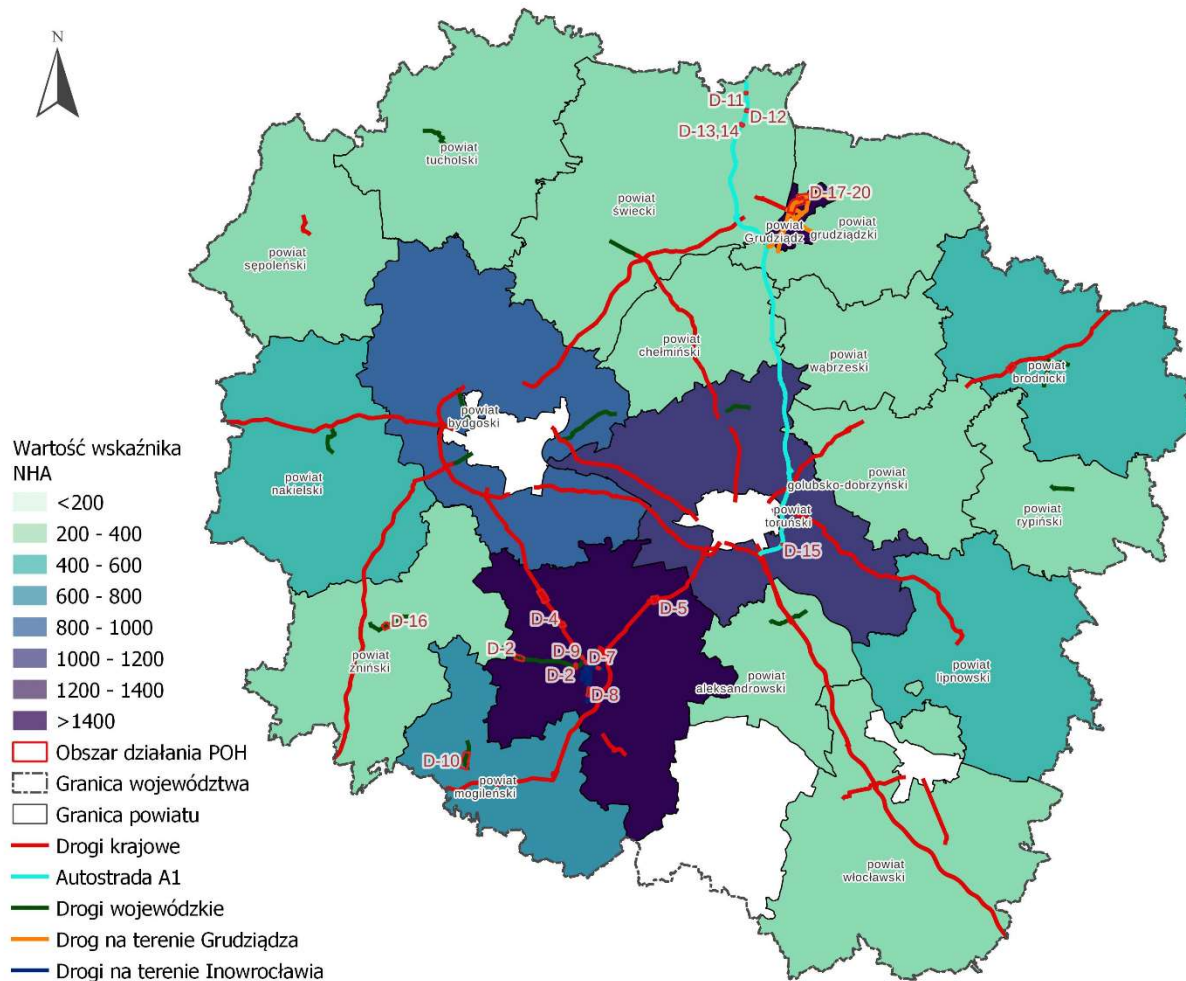 N
D-11
D-12
D-13,14
powiat
tucholski
D-17-20
powiat
świecki
powiat
Grudziądz
powiat
grudziądzki
powiat
sępoleński
powiat
chełmiński
powiat
wąbrzeski
powiat
brodnicki
powiat
bydgoski
Wartość wskaźnika
NHA
<200
200 - 400
400 - 600
600 - 800
800 - 1000
1000 - 1200
1200 - 1400
>1400
Obszar działania POH
Granica województwa
Granica powiatu
Drogi krajowe
Autostrada A1
Drogi wojewódzkie
Drog na terenie Grudziądza
Drogi na terenie Inowrocławia
powiat
nakielski
powiat
golubsko-dobrzyński
powiat
toruński
powiat
rypiński
D-15
D-4
D-5
D-16
powiat
żniński
D-2
D-9
D-7
D-2
D-8
powiat
lipnowski
powiat
aleksandrowski
D-10
powiat
mogileński
powiat
włocławski